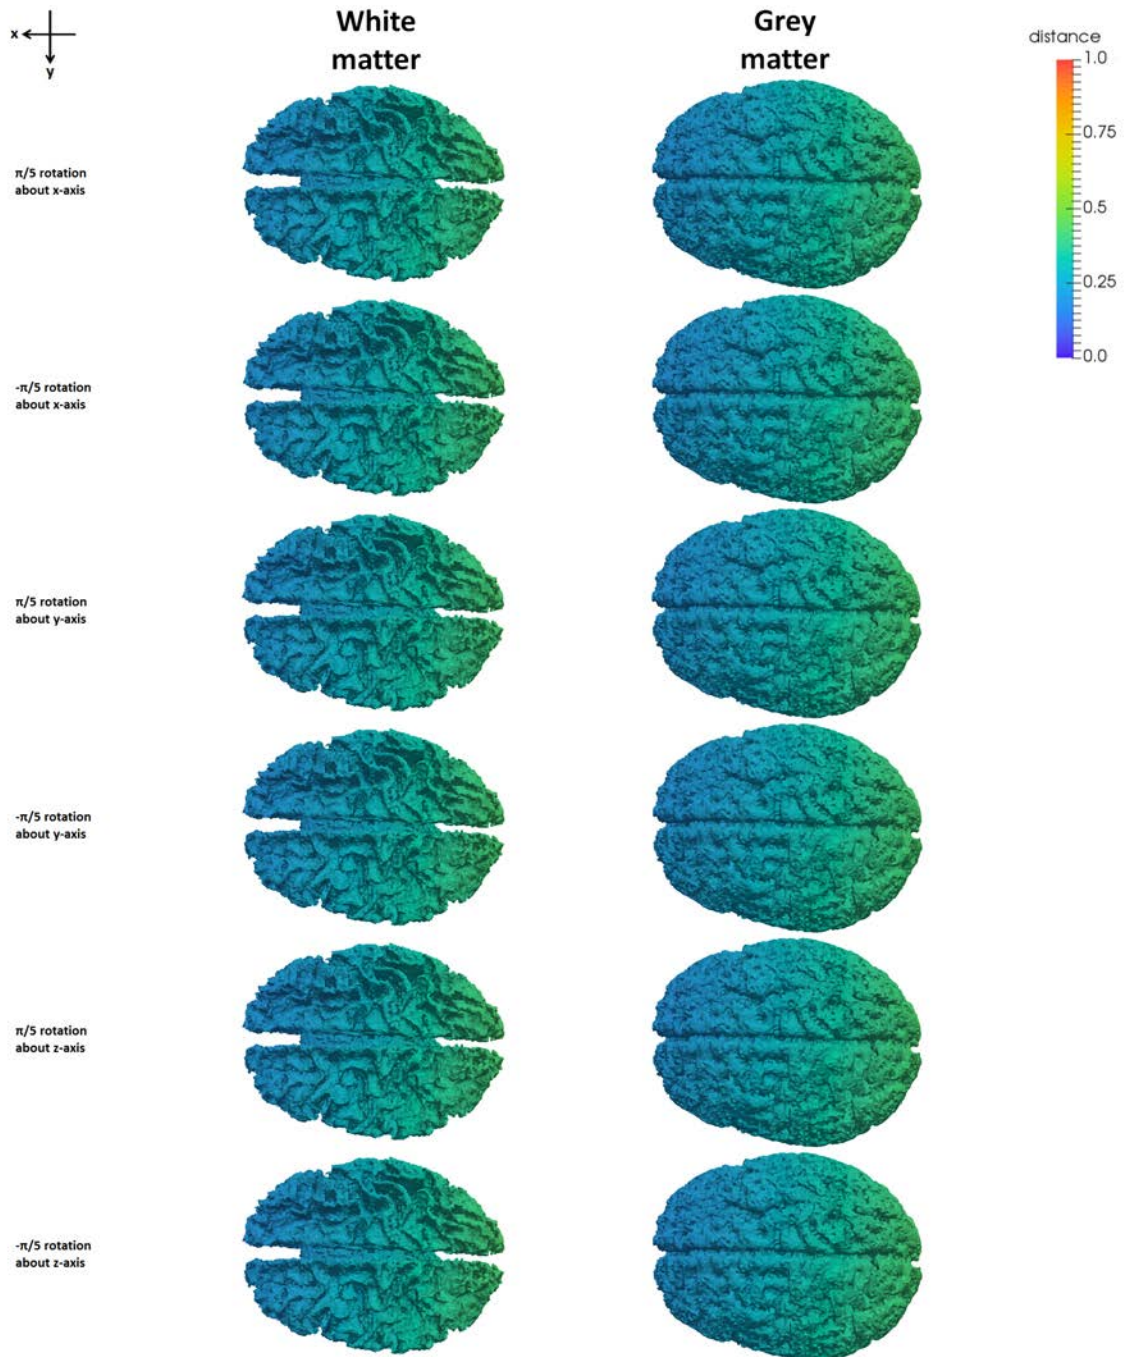 White
matter
Grey
matter
x
y
distance
1.0
0.75
0.5
0.25
0.0
π/5 rotation
about x-axis
-π/5 rotation
about x-axis
π/5 rotation
about y-axis
-π/5 rotation
about y-axis
π/5 rotation
about z-axis
-π/5 rotation
about z-axis